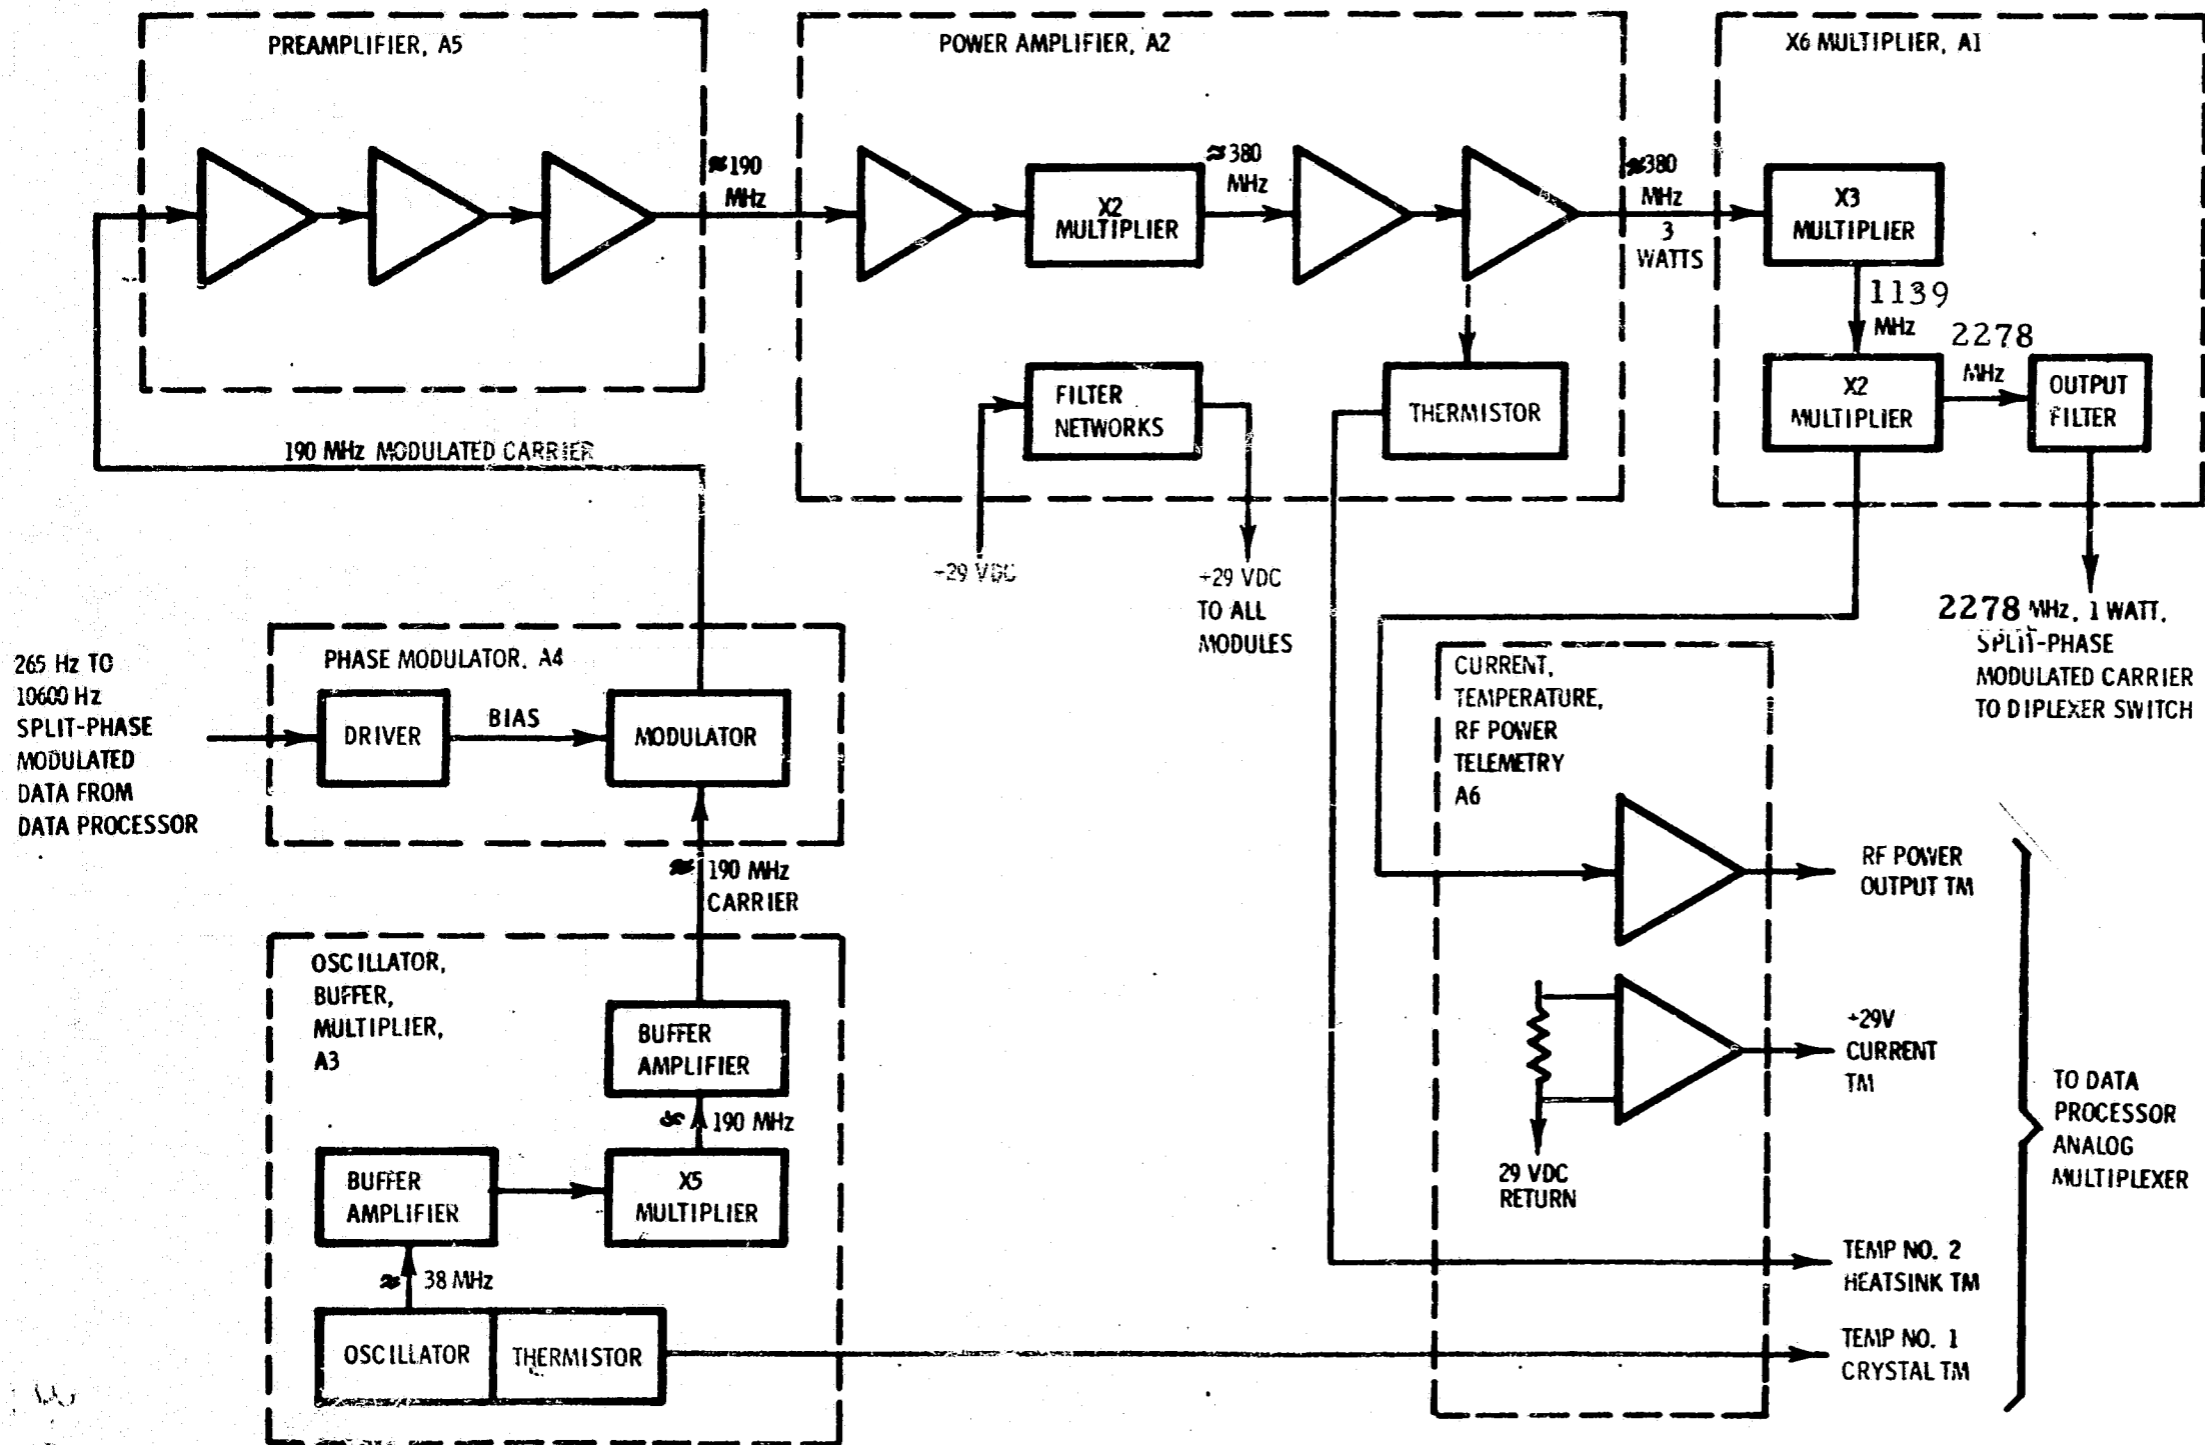 PREAMPLIFIER, A5
POWER AMPLIFIER, A2
X6 MULTIPLIER, A1
≈190
MHz
X2
MULTIPLIER
≈380
MHz
≈380
MHz
3
WATTS
X3
MULTIPLIER
1139
MHz
2278
MHz
X2
MULTIPLIER
OUTPUT
FILTER
FILTER
NETWORKS
THERMISTOR
190 MHz MODULATED CARRIER
+29 VDC
+29 VDC
TO ALL
MODULES
2278 MHz, 1 WATT,
SPLIT-PHASE
MODULATED CARRIER
TO DIPLEXER SWITCH
265 Hz TO
10600 Hz
SPLIT-PHASE
MODULATED
DATA FROM
DATA PROCESSOR
PHASE MODULATOR, A4
DRIVER
BIAS
MODULATOR
CURRENT,
TEMPERATURE,
RF POWER
TELEMETRY
A6
≈ 190 MHz
CARRIER
RF POWER
OUTPUT TM
OSCILLATOR,
BUFFER,
MULTIPLIER,
A3
BUFFER
AMPLIFIER
≈ 190 MHz
BUFFER
AMPLIFIER
X5
MULTIPLIER
≈ 38 MHz
OSCILLATOR
THERMISTOR
+29V
CURRENT
TM
29 VDC
RETURN
TO DATA
PROCESSOR
ANALOG
MULTIPLEXER
TEMP NO. 2
HEATSINK TM
TEMP NO. 1
CRYSTAL TM